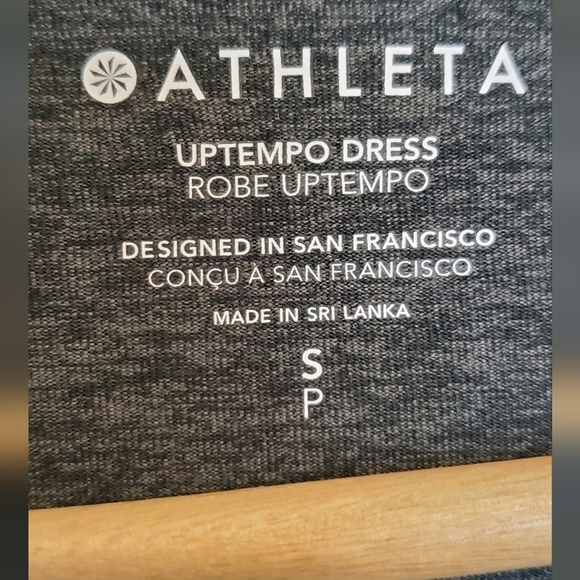 ATHLETA
UPTEMPO DRESS
ROBE UPTEMPO
DESIGNED IN SAN FRANCISCO
CONÇU À SAN FRANCISCO
MADE IN SRI LANKA
S
P